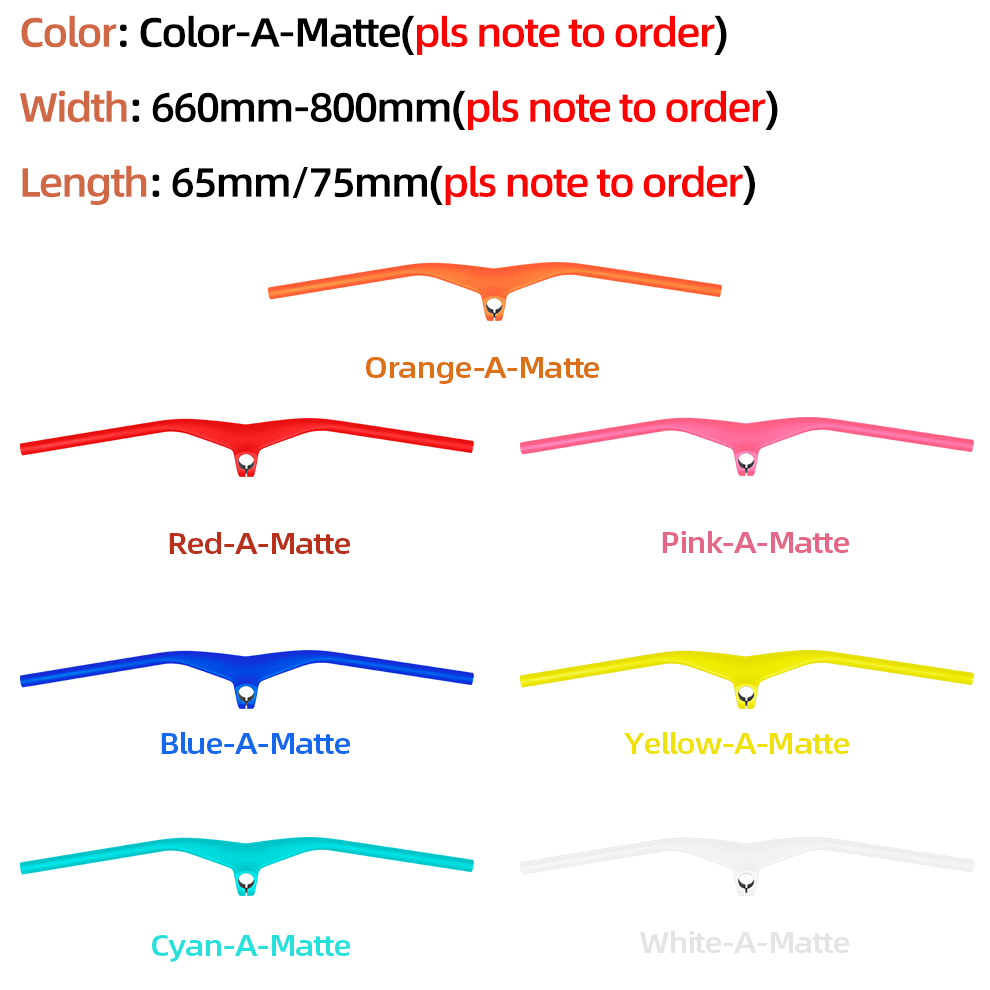 Color: Color-A-Matte(pls note to order)
Width: 660mm-800mm(pls note to order)
Length: 65mm/75mm(pls note to order)
Orange-A-Matte
Red-A-Matte
Pink-A-Matte
Blue-A-Matte
Yellow-A-Matte
Cyan-A-Matte
White-A-Matte